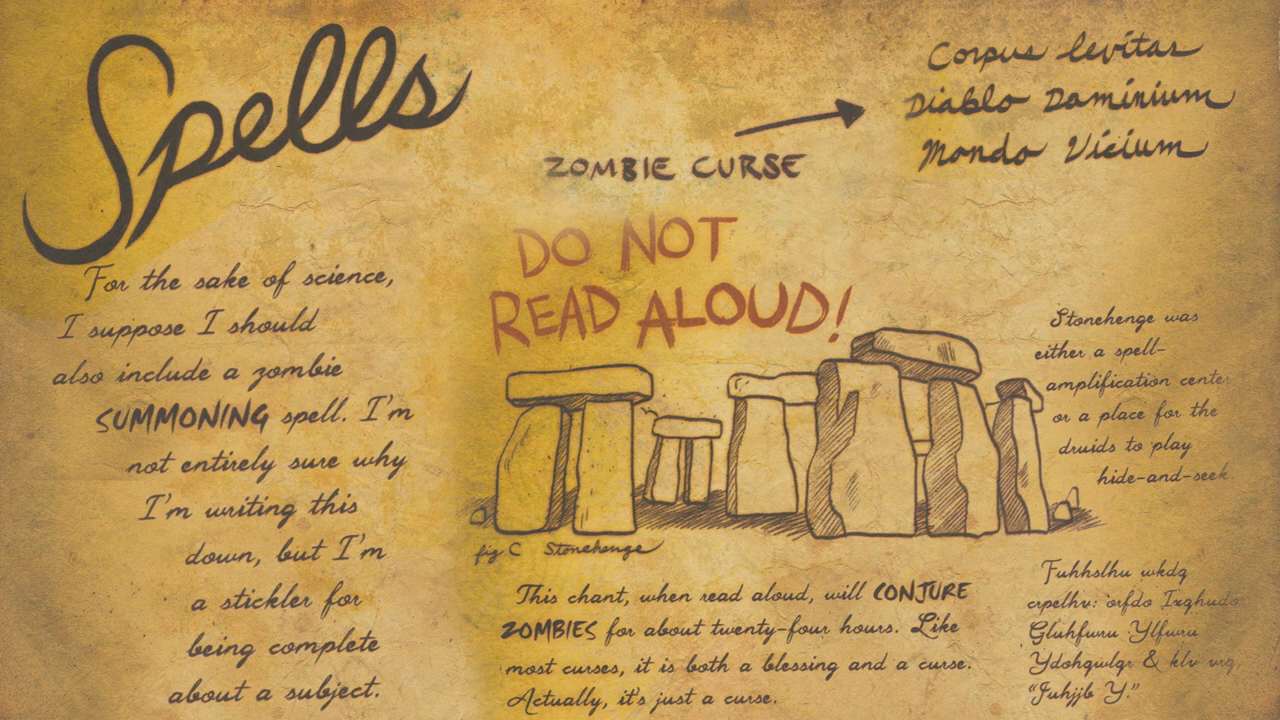 Spells
For the sake of science,
I suppose I should
also include a zombie
SUMMONING spell. I'm
not entirely sure why
I'm writing this
down, but I'm
a stickler for
being complete
about a subject.
ZOMBIE CURSE
Corpus levitas
Diablo Daminium
Mondo Vicium
DO NOT
READ ALOUD!
Stonehenge was
either a spell-
amplification center
or a place for the
druids to play
hide-and-seek.
fig. C Stonehenge
This chant, when read aloud, will CONJURE
ZOMBIES for about twenty-four hours. Like
most curses, it is both a blessing and a curse.
Actually, it's just a curse.
Fuhhslhu wkdq
crpelhv: orfdo Ixqhudo
Gluhfwru Ylfwru
Ydohqwlqr & klv vrq,
"Juhjjb Y."